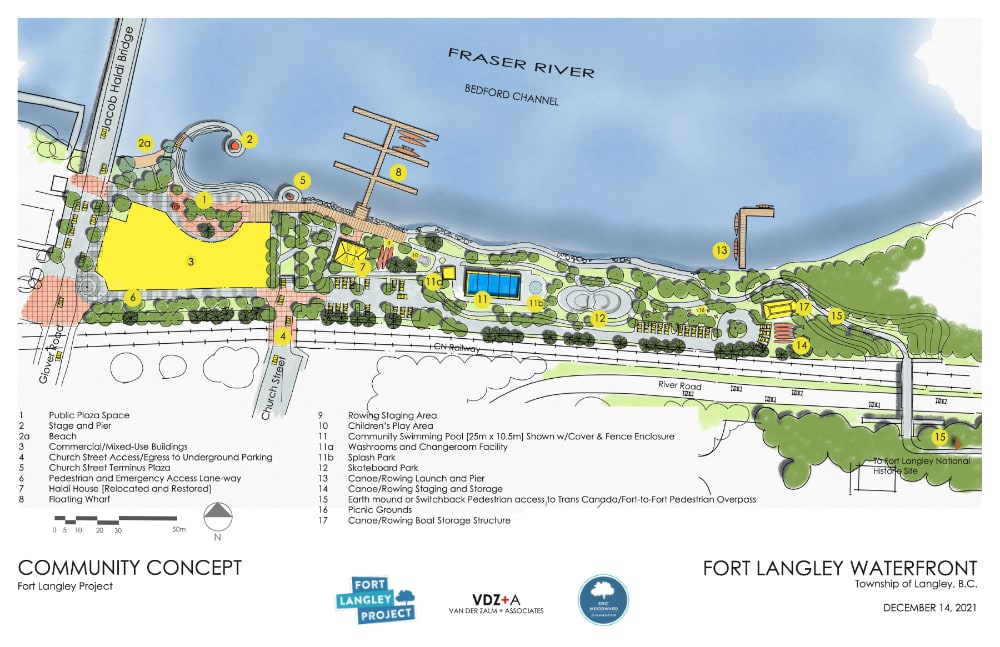 FRASER RIVER
BEDFORD CHANNEL
Jacob Haldi Bridge
2a
2
5
8
1
13
3
9
10
7
11a
11
11b
6
12
16
17
15
4
14
Glover Road
Church Street
CN Railway
River Road
15
To Fort Langley National
Historic Site
1 Public Plaza Space
2 Stage and Pier
2a Beach
3 Commercial/Mixed-Use Buildings
4 Church Street Access/Egress to Underground Parking
5 Church Street Terminus Plaza
6 Pedestrian and Emergency Access Lane-way
7 Haldi House [Relocated and Restored]
8 Floating Wharf
9 Rowing Staging Area
10 Children's Play Area
11 Community Swimming Pool [25m x 10.5m] Shown w/Cover & Fence Enclosure
11a Washrooms and Changeroom Facility
11b Splash Park
12 Skateboard Park
13 Canoe/Rowing Launch and Pier
14 Canoe/Rowing Staging and Storage
15 Earth mound or Switchback Pedestrian access to Trans Canada/Fort-to-Fort Pedestrian Overpass
16 Picnic Grounds
17 Canoe/Rowing Boat Storage Structure
0 5 10 20 30 50m
N
COMMUNITY CONCEPT
Fort Langley Project
FORT
LANGLEY
PROJECT
VDZ+A
VAN DER ZALM + ASSOCIATES
ERIC
WOODWARD
foundation
FORT LANGLEY WATERFRONT
Township of Langley, B.C.
DECEMBER 14, 2021